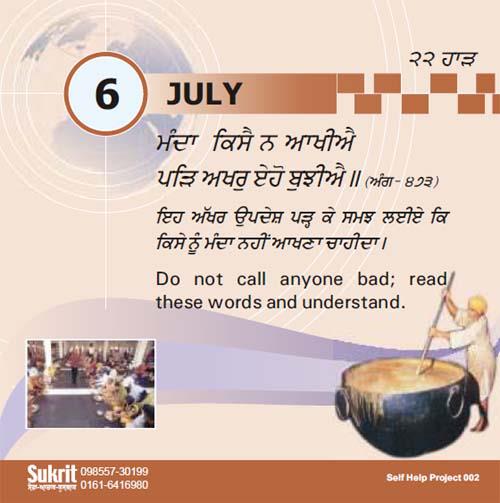 ੨੨ ਹਾੜ
6 JULY
ਮੰਦਾ ਕਿਸੈ ਨ ਆਖੀਐ
ਪੜਿ ਅਖਰੁ ਏਹੋ ਬੁਝੀਐ॥ (ਅੰਗ- ੪੭੩)
ਇਹ ਅੱਖਰ ਉਪਦੇਸ਼ ਪੜ੍ਹ ਕੇ ਸਮਝ ਲਈਏ ਕਿ
ਕਿਸੇ ਨੂੰ ਮੰਦਾ ਨਹੀਂ ਆਖਣਾ ਚਾਹੀਦਾ।
Do not call anyone bad; read
these words and understand.
Sukrit 098557-30199
0161-6416980
Self Help Project 002